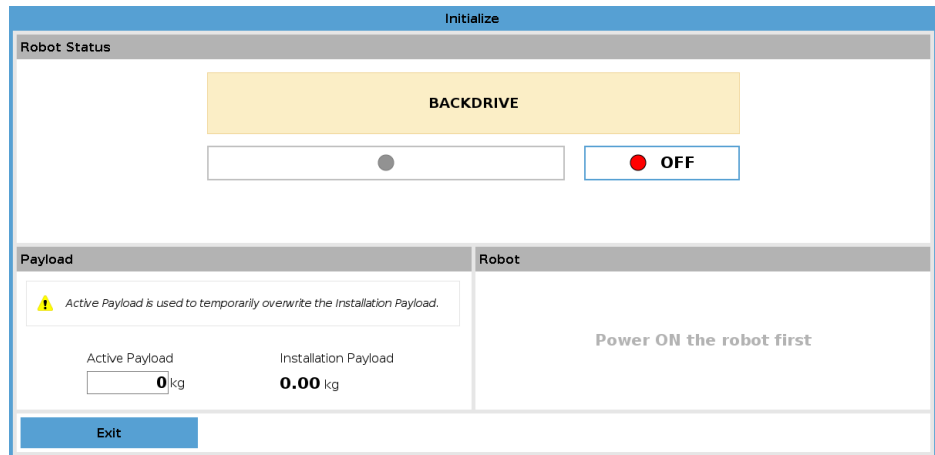 Initialize
Robot Status
BACKDRIVE
OFF
Payload
Robot
Active Payload is used to temporarily overwrite the Installation Payload.
Power ON the robot first
Active Payload
Installation Payload
0 kg
0.00 kg
Exit